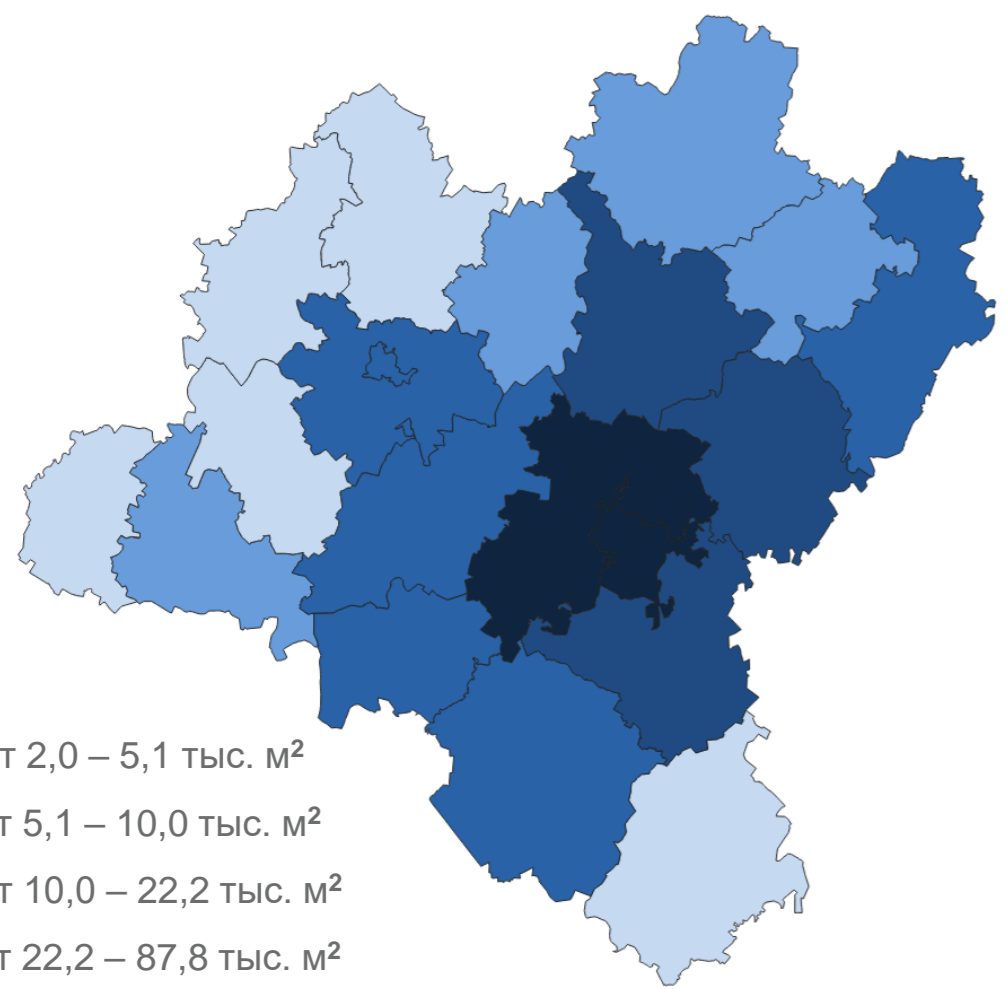 т 2,0 – 5,1 тыс. м²
т 5,1 – 10,0 тыс. м²
т 10,0 – 22,2 тыс. м²
т 22,2 – 87,8 тыс. м²